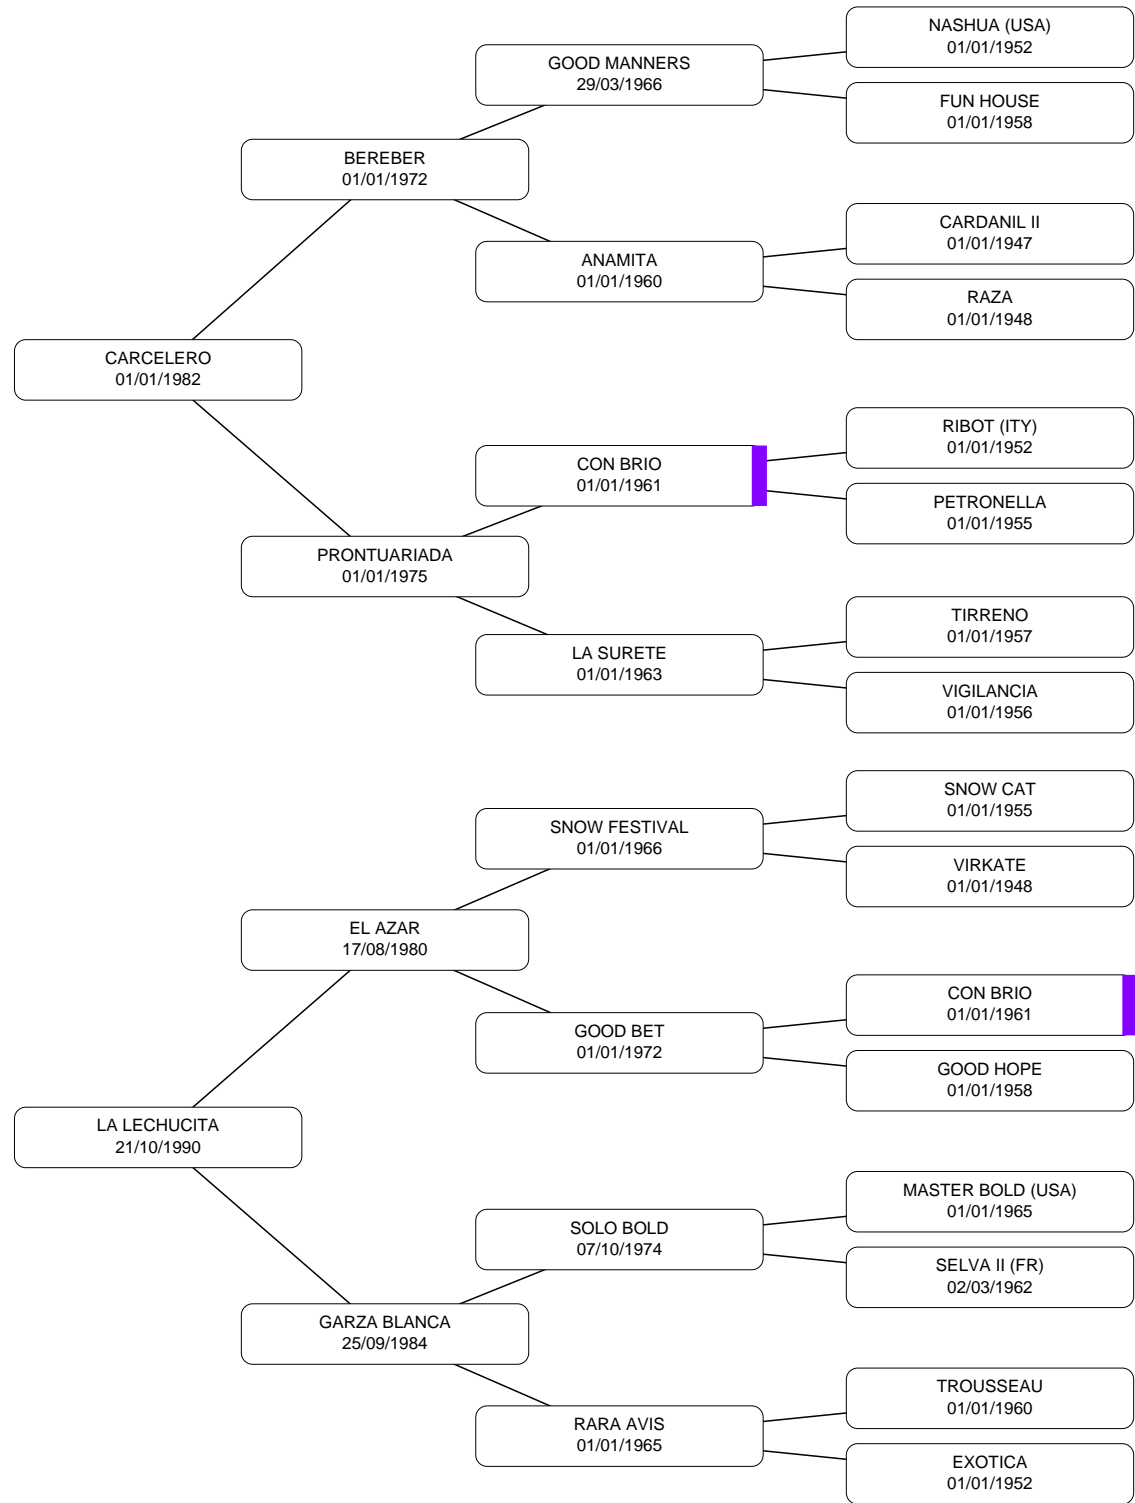 NASHUA (USA)
01/01/1952
GOOD MANNERS
29/03/1966
FUN HOUSE
01/01/1958
BEREBER
01/01/1972
CARDANIL II
01/01/1947
ANAMITA
01/01/1960
RAZA
01/01/1948
CARCELERO
01/01/1982
RIBOT (ITY)
01/01/1952
CON BRIO
01/01/1961
PETRONELLA
01/01/1955
PRONTUARIADA
01/01/1975
TIRRENO
01/01/1957
LA SURETE
01/01/1963
VIGILANCIA
01/01/1956
SNOW CAT
01/01/1955
SNOW FESTIVAL
01/01/1966
VIRKATE
01/01/1948
EL AZAR
17/08/1980
CON BRIO
01/01/1961
GOOD BET
01/01/1972
GOOD HOPE
01/01/1958
LA LECHUCITA
21/10/1990
MASTER BOLD (USA)
01/01/1965
SOLO BOLD
07/10/1974
SELVA II (FR)
02/03/1962
GARZA BLANCA
25/09/1984
TROUSSEAU
01/01/1960
RARA AVIS
01/01/1965
EXOTICA
01/01/1952